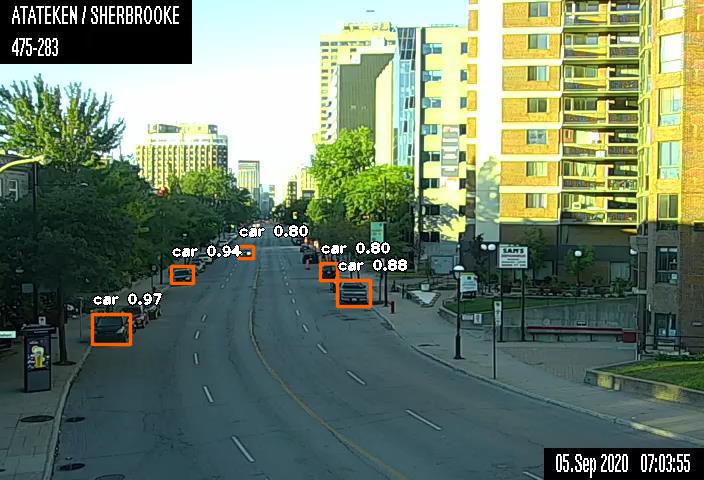 ATATEKEN / SHERBROOKE
475-283
car 0.80
car 0.94
car 0.80
car 0.88
car 0.97
SAM'S
05.Sep 2020 07:03:55